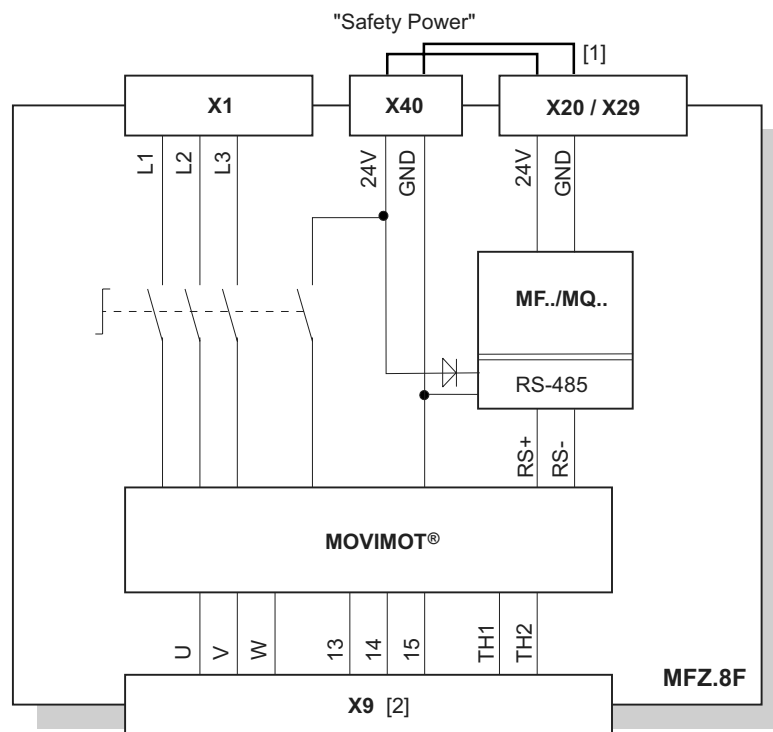 "Safety Power"
[1]
X1
X40
X20 / X29
L1
L2
L3
24V
GND
24V
GND
MF../MQ..
RS-485
RS+
RS-
MOVIMOT®
U
V
W
13
14
15
TH1
TH2
MFZ.8F
X9 [2]